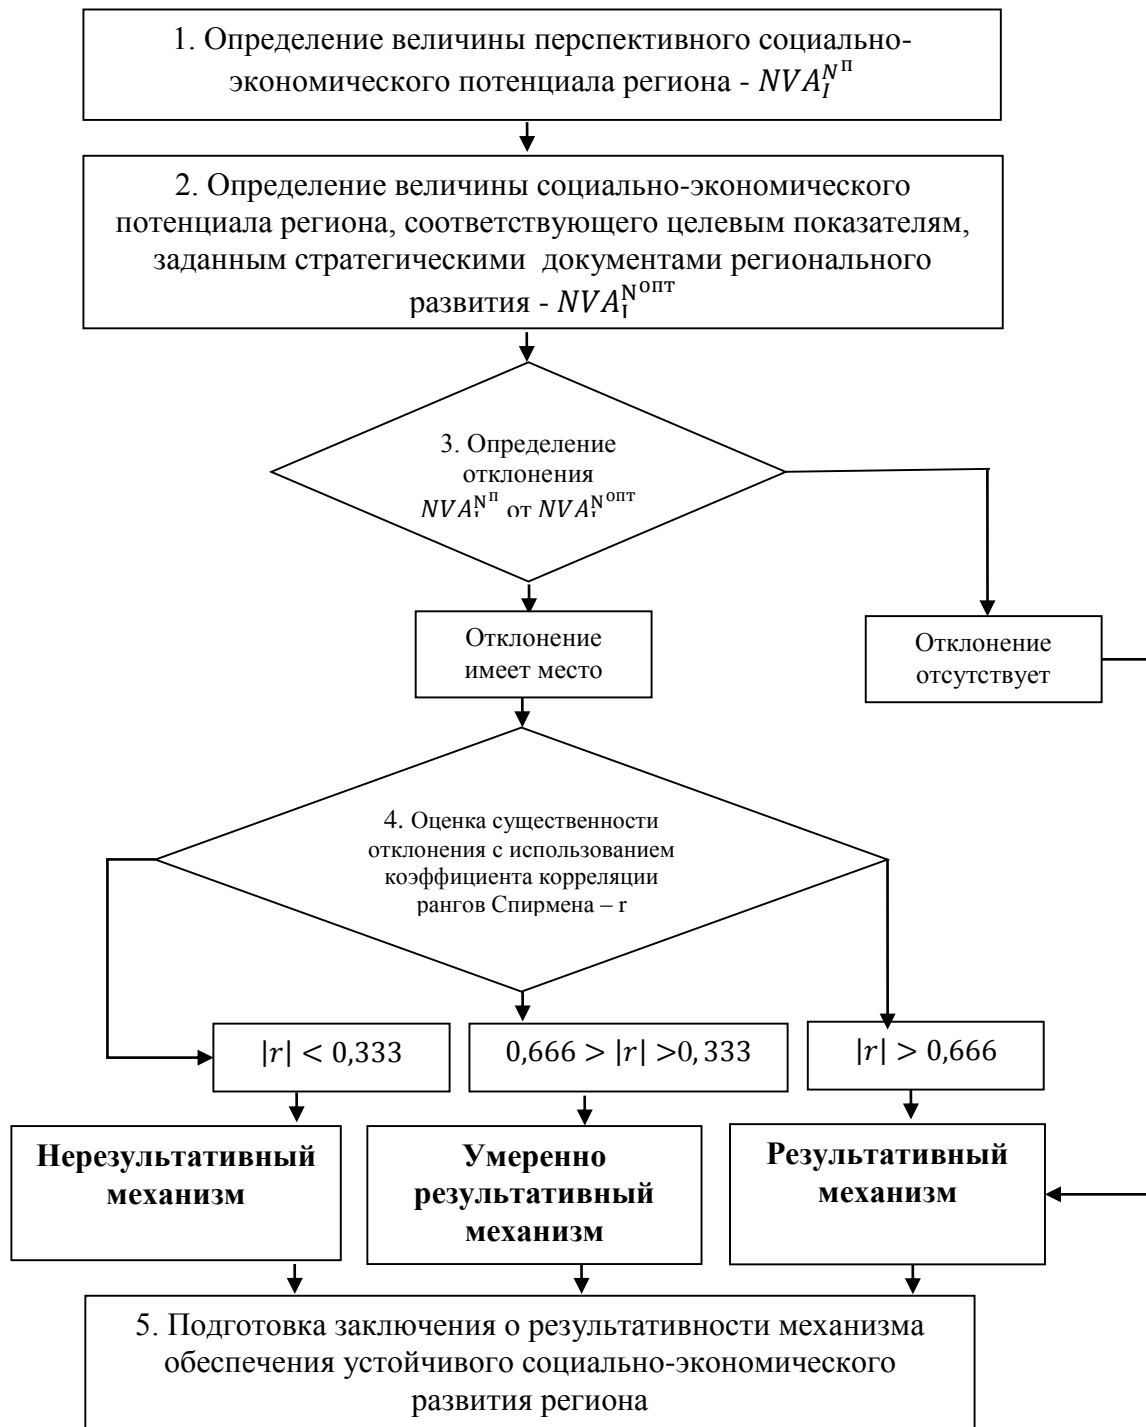 1. Определение величины перспективного социально-
экономического потенциала региона - NVA_I^{N^п}
2. Определение величины социально-экономического
потенциала региона, соответствующего целевым показателям,
заданным стратегическими документами регионального
развития - NVA_I^{N^{опт}}
3. Определение
отклонения
NVA_I^{N^п} от NVA_I^{N^{опт}}
Отклонение
имеет место
Отклонение
отсутствует
4. Оценка существенности
отклонения с использованием
коэффициента корреляции
рангов Спирмена – r
|r| < 0,333
0,666 > |r| >0, 333
|r| > 0,666
Нерезультативный
механизм
Умеренно
результативный
механизм
Результативный
механизм
5. Подготовка заключения о результативности механизма
обеспечения устойчивого социально-экономического
развития региона